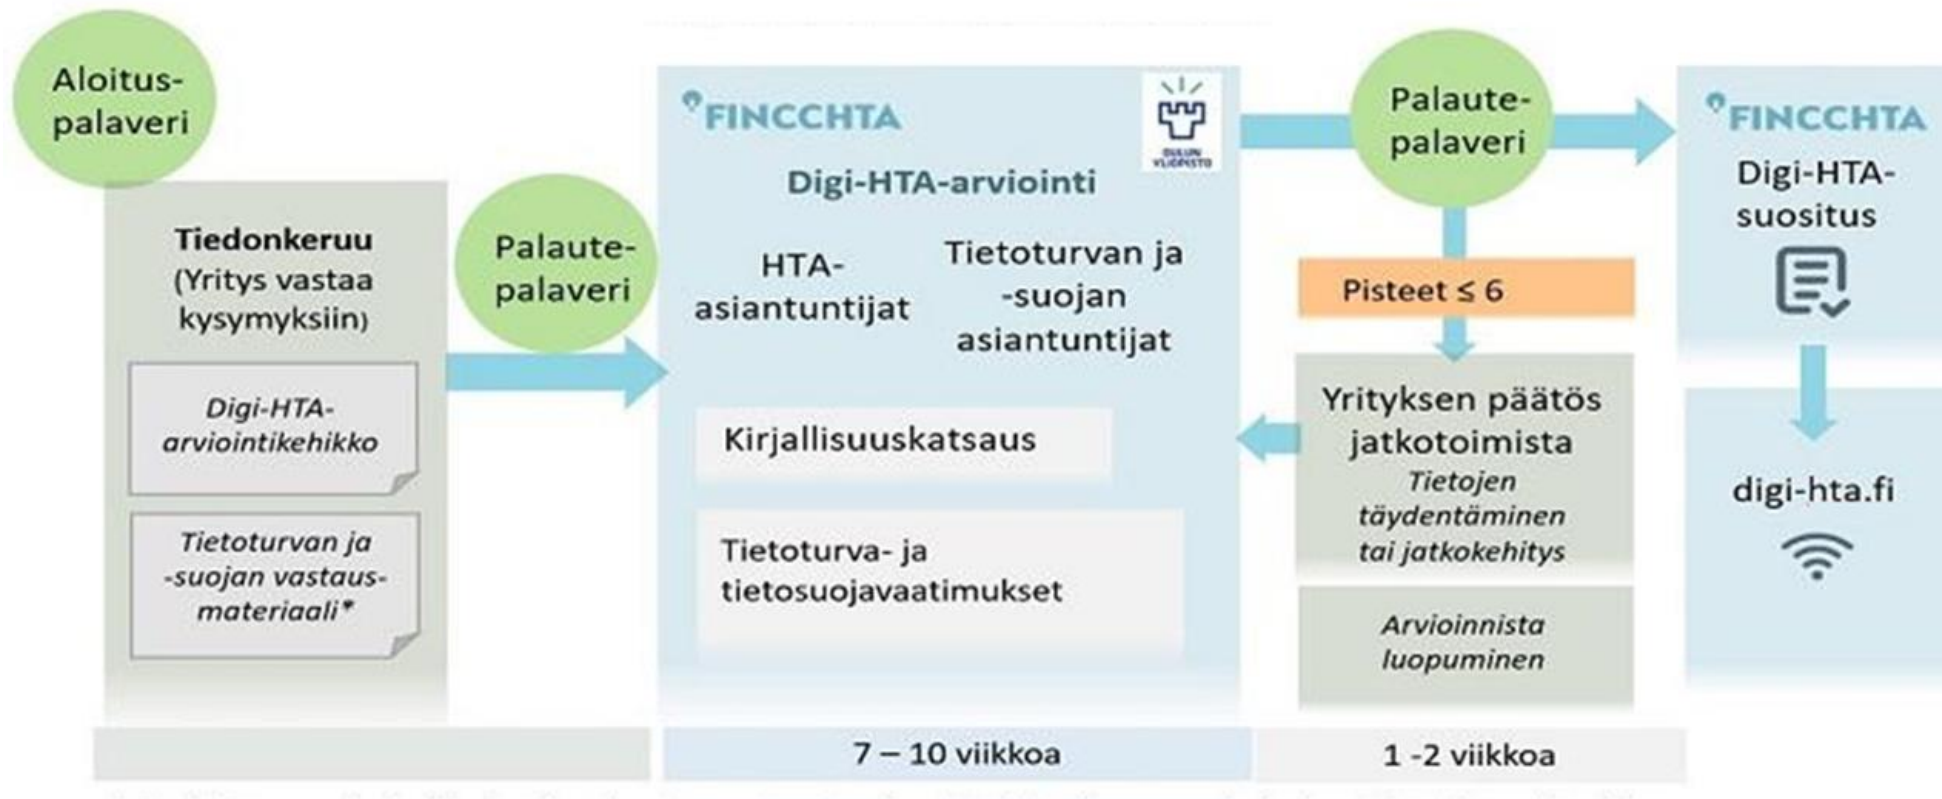 Aloitus-
palaveri
Tiedonkeruu
(Yritys vastaa
kysymyksiin)
Digi-HTA-
arviointikehikko
Tietoturvan ja
-suojan vastaus-
materiaali*
Palaute-
palaveri
FINCCHTA
OULUN
YLIOPISTO
Digi-HTA-arviointi
HTA-
asiantuntijat
Tietoturvan ja
-suojan
asiantuntijat
Kirjallisuuskatsaus
Tietoturva- ja
tietosuojavaatimukset
7 – 10 viikkoa
Palaute-
palaveri
Pisteet ≤ 6
Yrityksen päätös
jatkotoimista
Tietojen
täydentäminen
tai jatkokehitys
Arvioinnista
luopuminen
1 -2 viikkoa
FINCCHTA
Digi-HTA-
suositus
digi-hta.fi